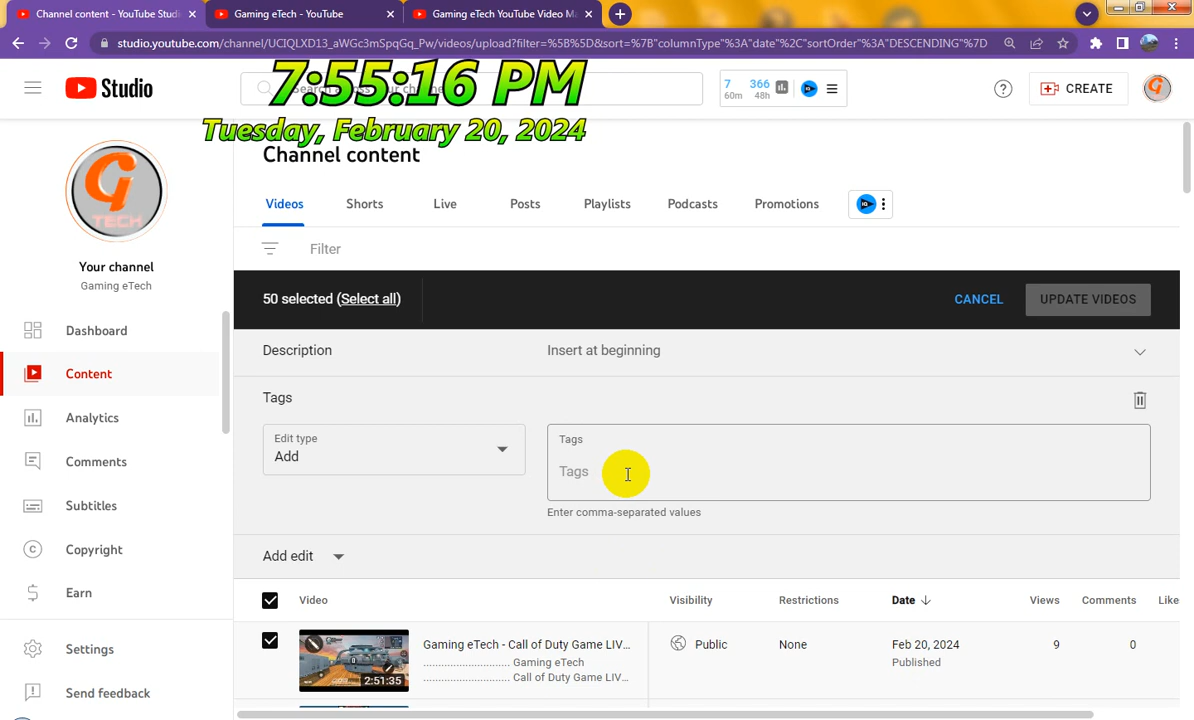 Channel content - YouTube Studi
Gaming eTech - YouTube
Gaming eTech YouTube Video Ma
studio.youtube.com/channel/UCIQLXD13_aWGc3mSpqGq_Pw/videos/upload?filter=%5B%5D&sort=%7B"columnType"%3A"date"%2C"sortOrder"%3A"DESCENDING"%7D
Studio
7:55:16 PM
7
60m
366
48h
IQ
CREATE
G
Tuesday, February 20, 2024
Channel content
G
TECH
Videos
Shorts
Live
Posts
Playlists
Podcasts
Promotions
IQ
Filter
Your channel
Gaming eTech
50 selected (Select all)
CANCEL
UPDATE VIDEOS
Dashboard
Content
Analytics
Comments
Subtitles
Copyright
Earn
Settings
Send feedback
Description
Insert at beginning
Tags
Edit type
Add
Tags
Tags
Enter comma-separated values
Add edit
Video
Visibility
Restrictions
Date
Views
Comments
Like
2:51:35
Gaming eTech - Call of Duty Game LIV...
............................. Gaming eTech
............................. Call of Duty Game LIV...
Public
None
Feb 20, 2024
Published
9
0